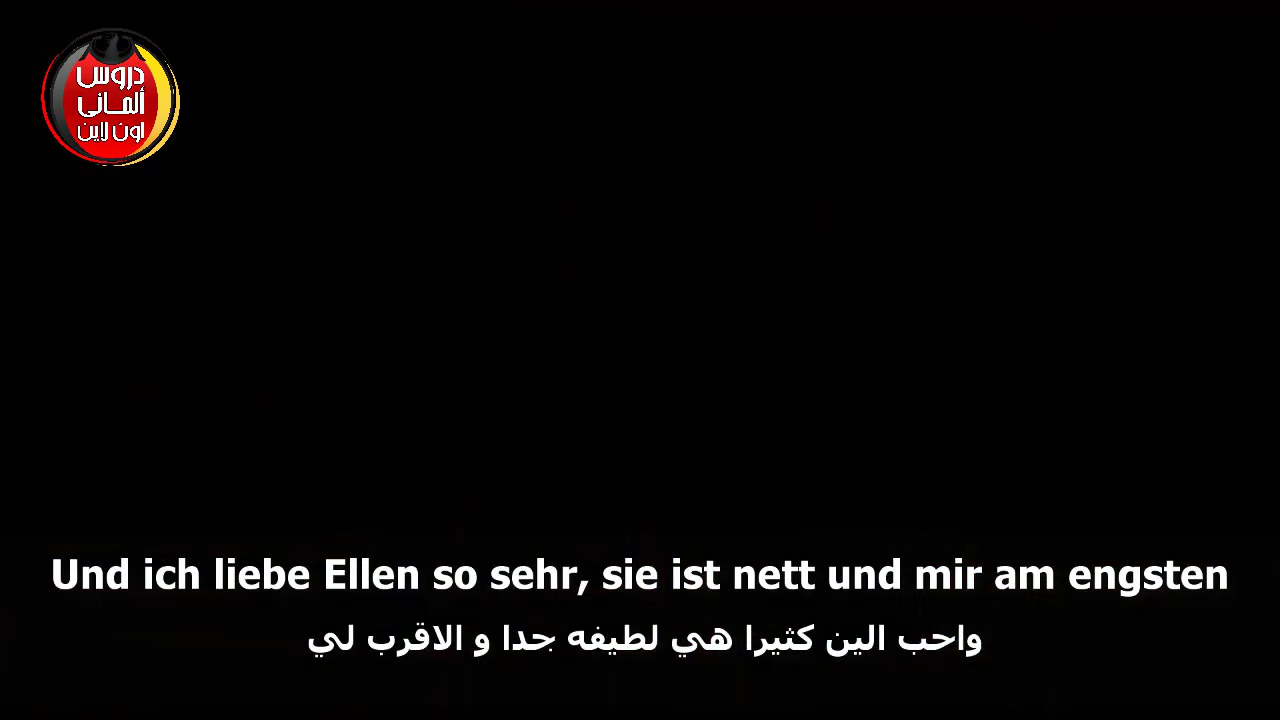 دروس
ألمانى
اون لاين
Und ich liebe Ellen so sehr, sie ist nett und mir am engsten
واحب الين كثيرا هي لطيفه جدا و الاقرب لي